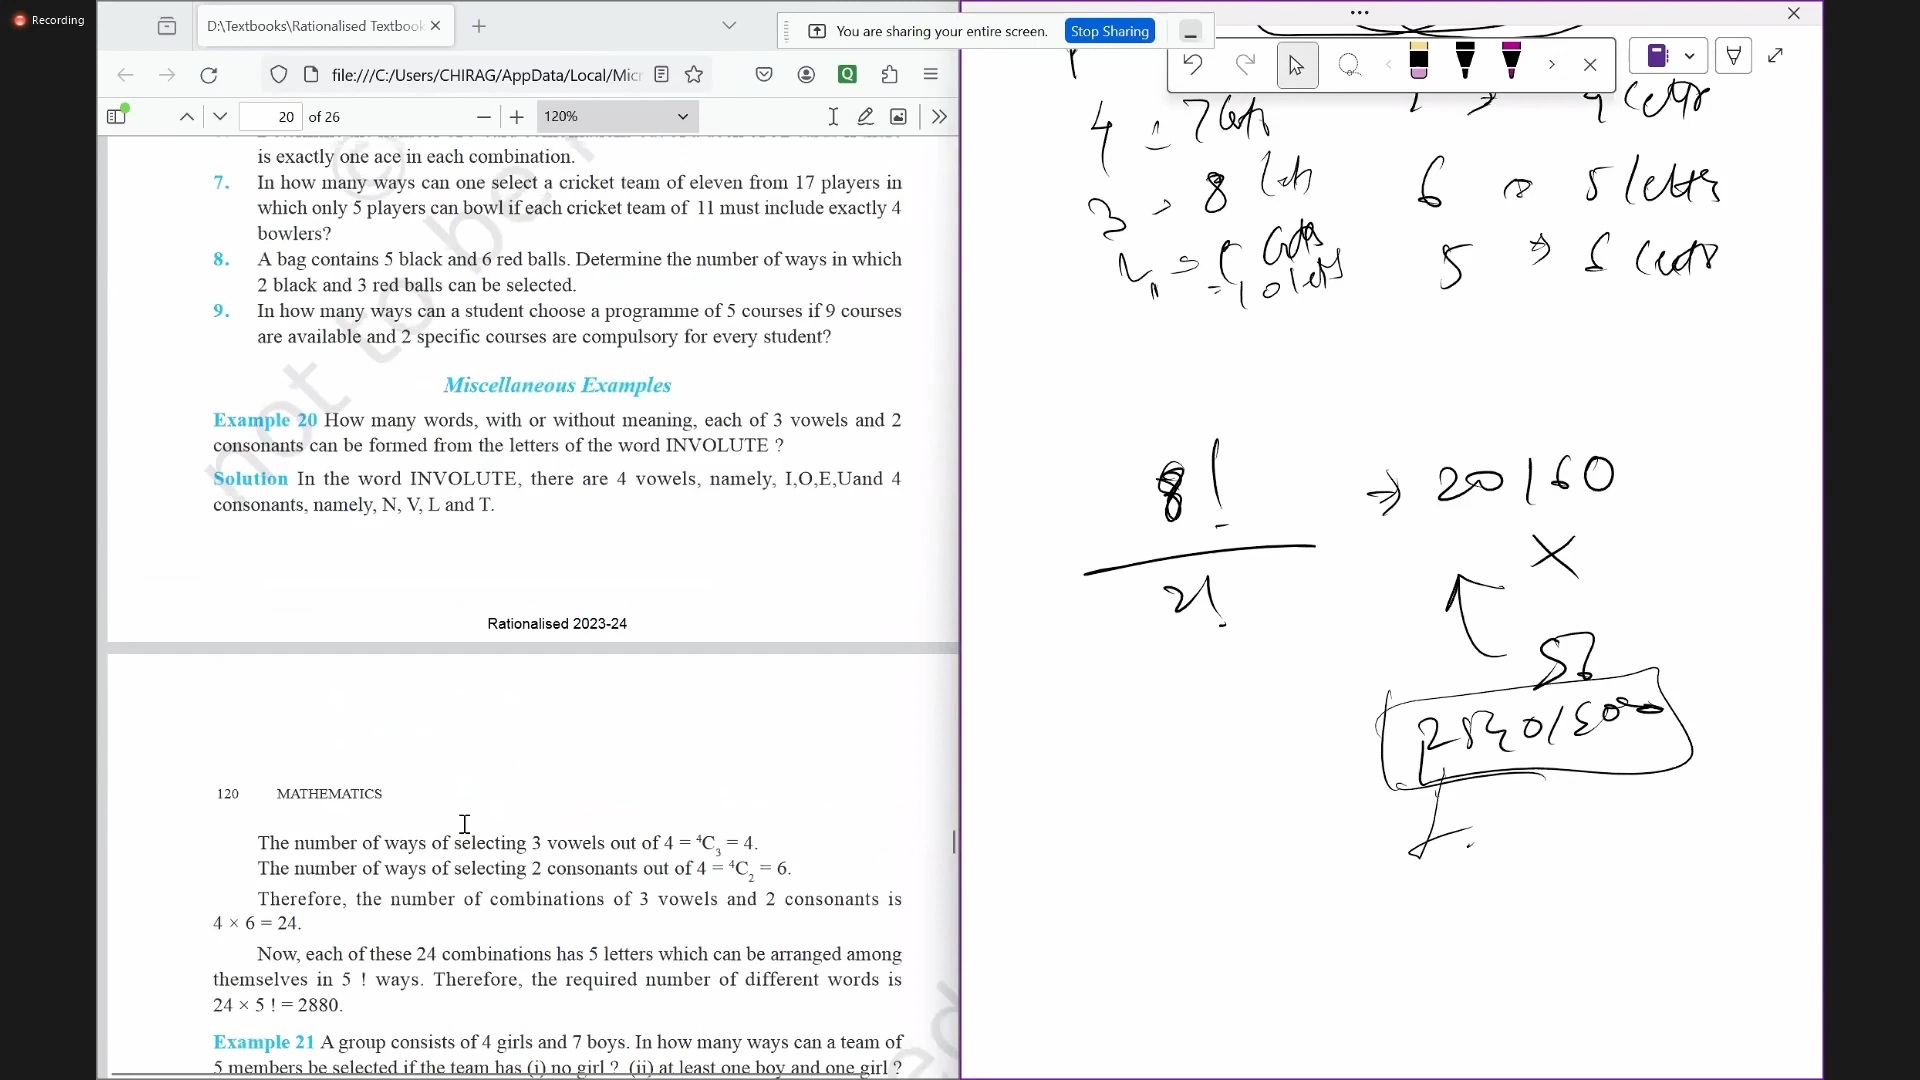 Recording
D:\Textbooks\Rationalised Textbook
You are sharying your entire screen. Stop Sharing
file:///C:/Users/CHIRAG/AppData/Local/Micr
20 of 26
120%
is exactly one ace in each combination.
7. In how many ways can one select a cricket team of eleven from 17 players in
which only 5 players can bowl if each cricket team of 11 must include exactly 4
bowlers?
8. A bag contains 5 black and 6 red balls. Determine the number of ways in which
2 black and 3 red balls can be selected.
9. In how many ways can a student choose a programme of 5 courses if 9 courses
are available and 2 specific courses are compulsory for every student?
Miscellaneous Examples
Example 20 How many words, with or without meaning, each of 3 vowels and 2
consonants can be formed from the letters of the word INVOLUTE ?
Solution In the word INVOLUTE, there are 4 vowels, namely, I,O,E,Uand 4
consonants, namely, N, V, L and T.
Rationalised 2023-24
120 MATHEMATICS
The number of ways of selecting 3 vowels out of 4 = ⁴C₃ = 4.
The number of ways of selecting 2 consonants out of 4 = ⁴C₂ = 6.
Therefore, the number of combinations of 3 vowels and 2 consonants is
4 × 6 = 24.
Now, each of these 24 combinations has 5 letters which can be arranged among
themselves in 5 ! ways. Therefore, the required number of different words is
24 × 5 ! = 2880.
Example 21 A group consists of 4 girls and 7 boys. In how many ways can a team of
5 members be selected if the team has (i) no girl ? (ii) at least one boy and one girl ?
not to be
©
6 → 5 letters
8!
2!
→ 20160
×